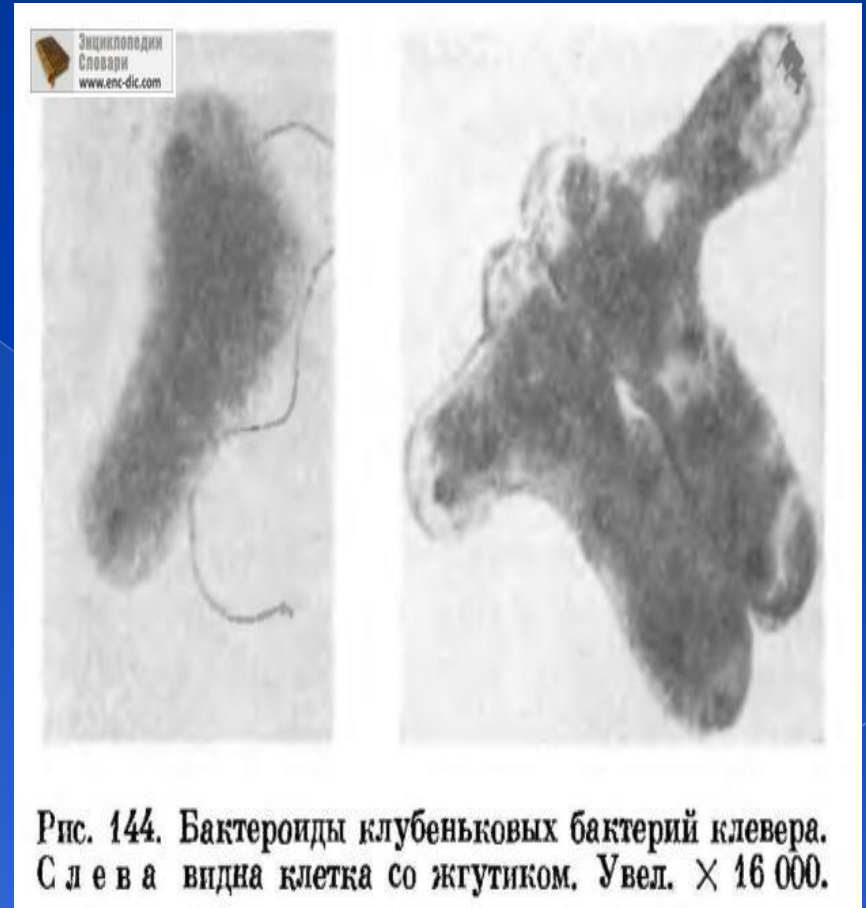 Энциклопедии
Словари
www.enc-dic.com
Рис. 144. Бактероиды клубеньковых бактерий клевера.
Слева видна клетка со жгутиком. Увел. × 16 000.